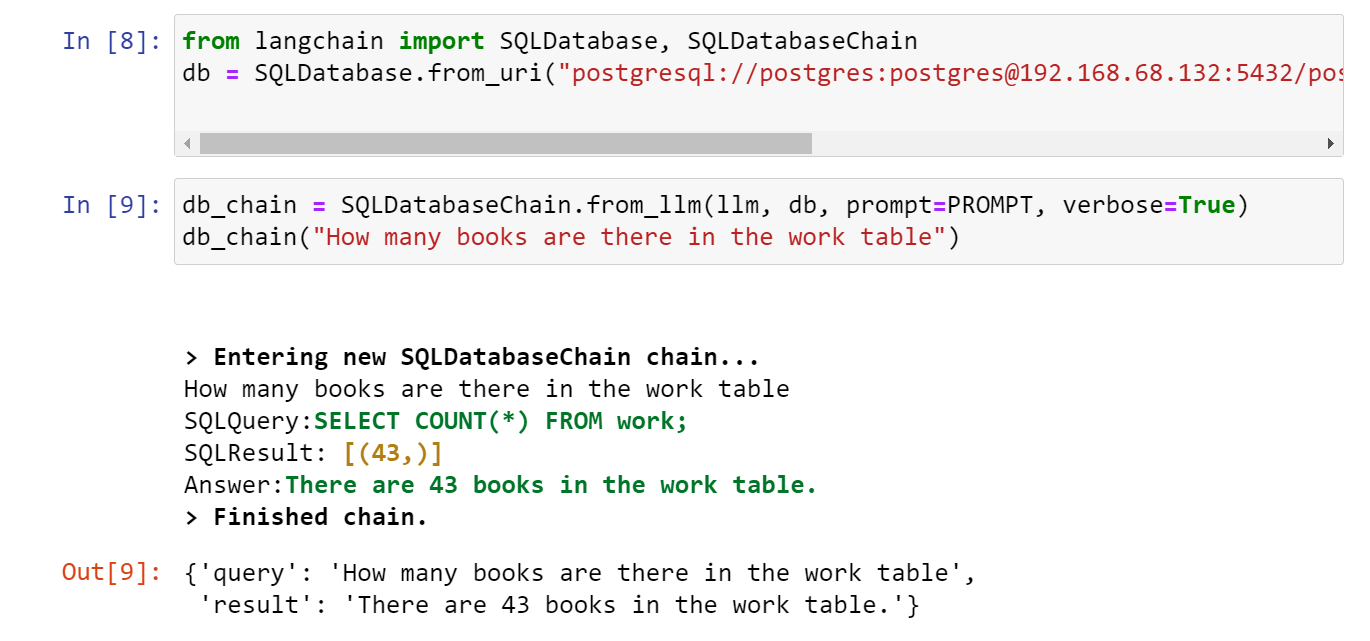 In [8]: from langchain import SQLDatabase, SQLDatabaseChain
db = SQLDatabase.from_uri("postgresql://postgres:postgres@192.168.68.132:5432/pos
In [9]: db_chain = SQLDatabaseChain.from_llm(llm, db, prompt=PROMPT, verbose=True)
db_chain("How many books are there in the work table")
> Entering new SQLDatabaseChain chain...
How many books are there in the work table
SQLQuery:SELECT COUNT(*) FROM work;
SQLResult: [(43,)]
Answer:There are 43 books in the work table.
> Finished chain.
Out[9]: {'query': 'How many books are there in the work table',
'result': 'There are 43 books in the work table.'}